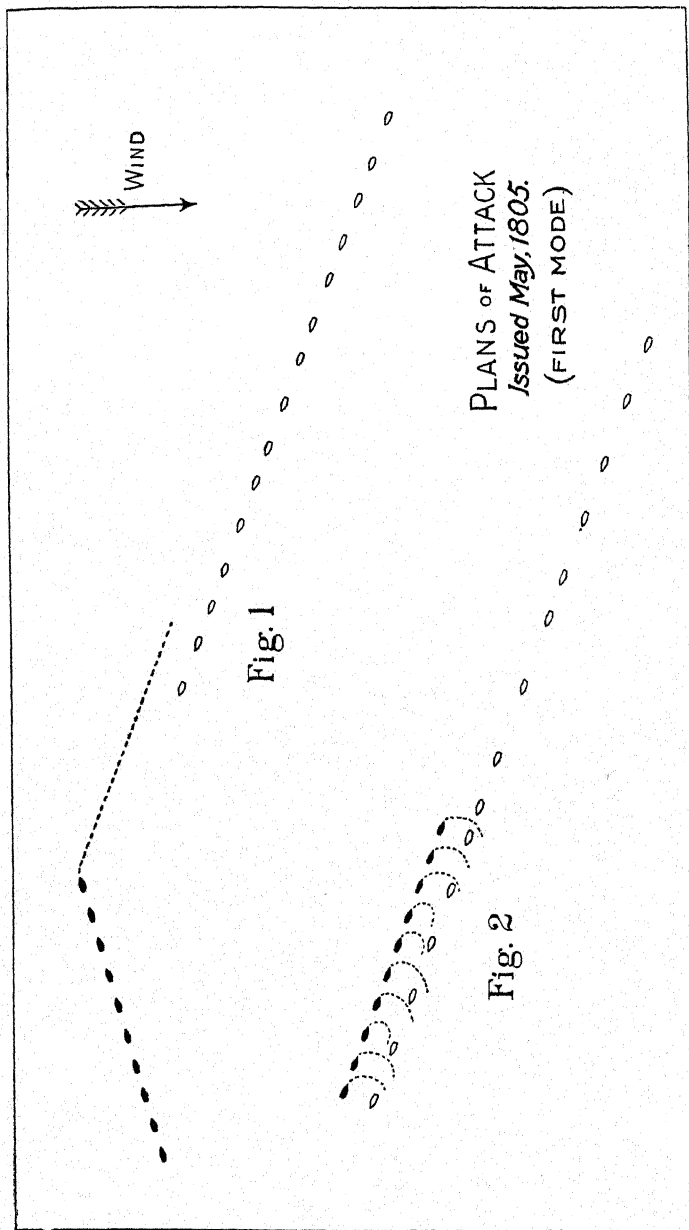 WIND
PLANS OF ATTACK
Issued May, 1805.
(FIRST MODE)
Fig. 1
Fig. 2